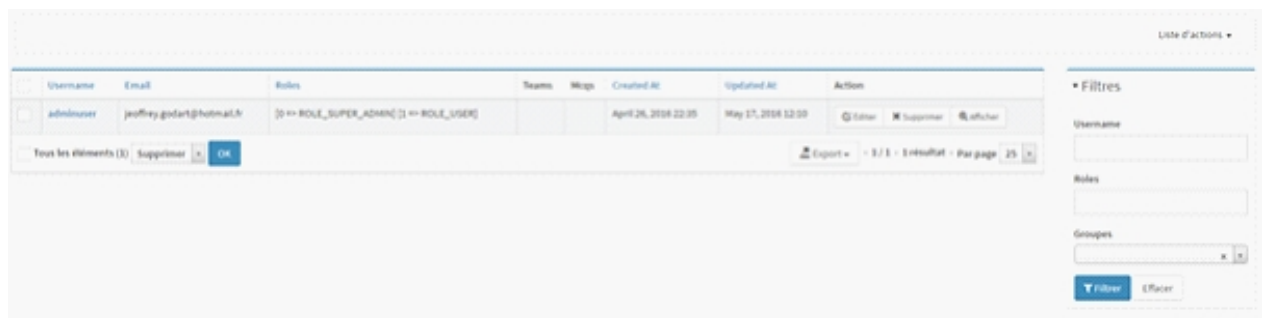 Liste d'actions
Username Email Roles Teams Mcqs Created At Updated At Action
adminuser jeoffrey.godart@hotmail.fr [0 => ROLE_SUPER_ADMIN] [1 => ROLE_USER] April 26, 2016 22:35 May 17, 2016 12:10 Editer Supprimer Afficher
Tous les éléments (1) Supprimer OK Export - 1 / 1 - 1 résultat - Par page 25
Filtres
Username
Roles
Groupes
Filtrer Effacer